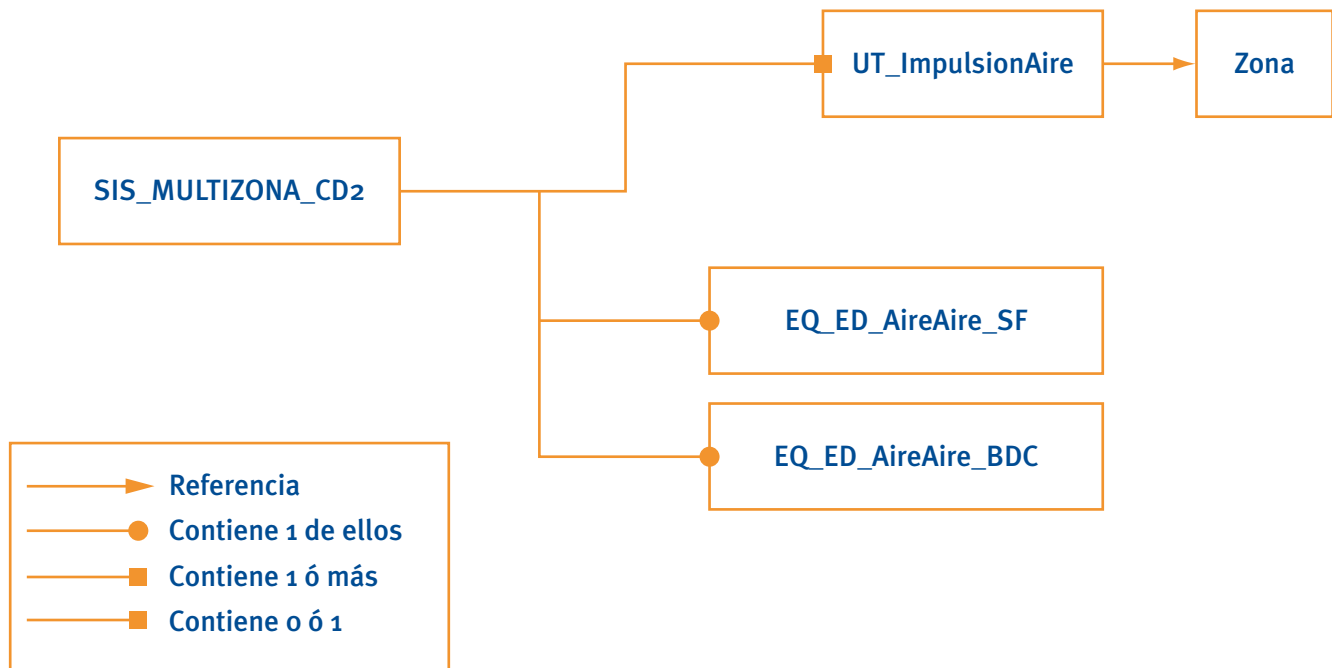 UT_ImpulsionAire
Zona
SIS_MULTIZONA_CD2
EQ_ED_AireAire_SF
EQ_ED_AireAire_BDC
Referencia
Contiene 1 de ellos
Contiene 1 ó más
Contiene 0 ó 1